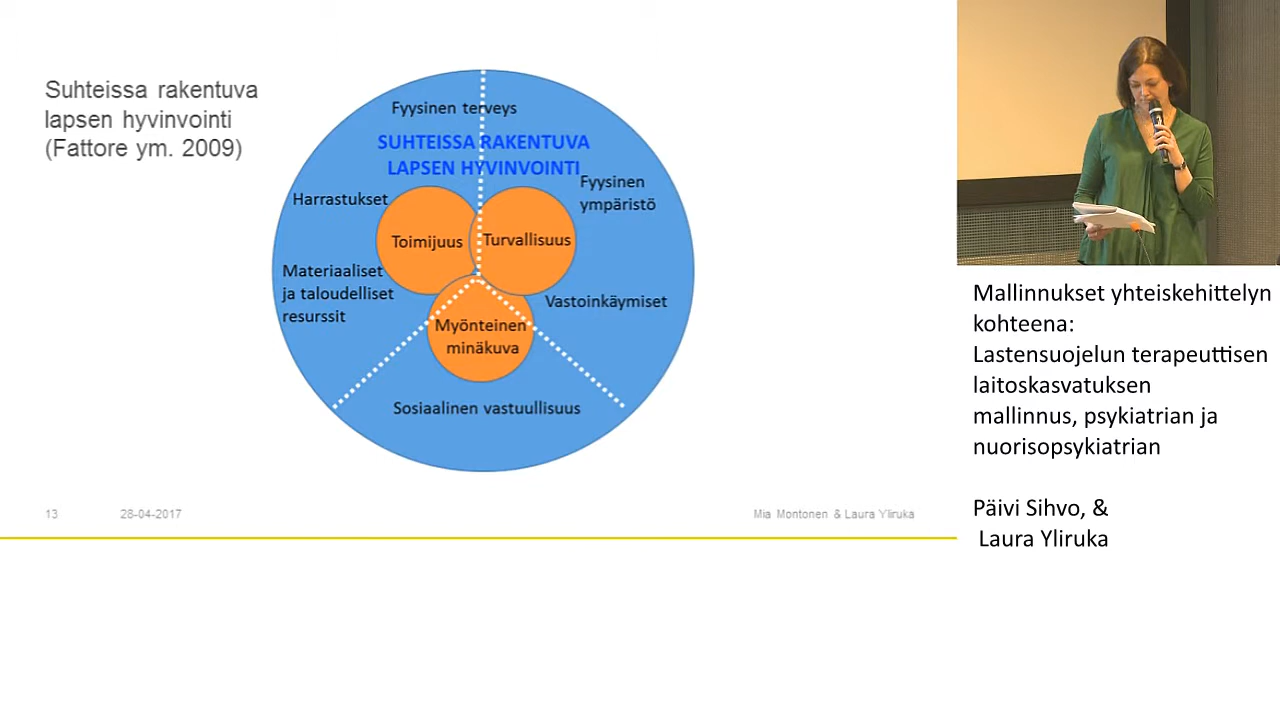 Suhteissa rakentuva
lapsen hyvinvointi
(Fattore ym. 2009)
Fyysinen terveys
SUHTEISSA RAKENTUVA
LAPSEN HYVINVOINTI
Fyysinen
ympäristö
Harrastukset
Toimijuus
Turvallisuus
Materiaaliset
ja taloudelliset
resurssit
Vastoinkäymiset
Myönteinen
minäkuva
Sosiaalinen vastuullisuus
13
28-04-2017
Mia Montonen & Laura Yliruka
Mallinnukset yhteiskehittelyn
kohteena:
Lastensuojelun terapeuttisen
laitoskasvatuksen
mallinnus, psykiatrian ja
nuorisopsykiatrian
Päivi Sihvo, &
Laura Yliruka